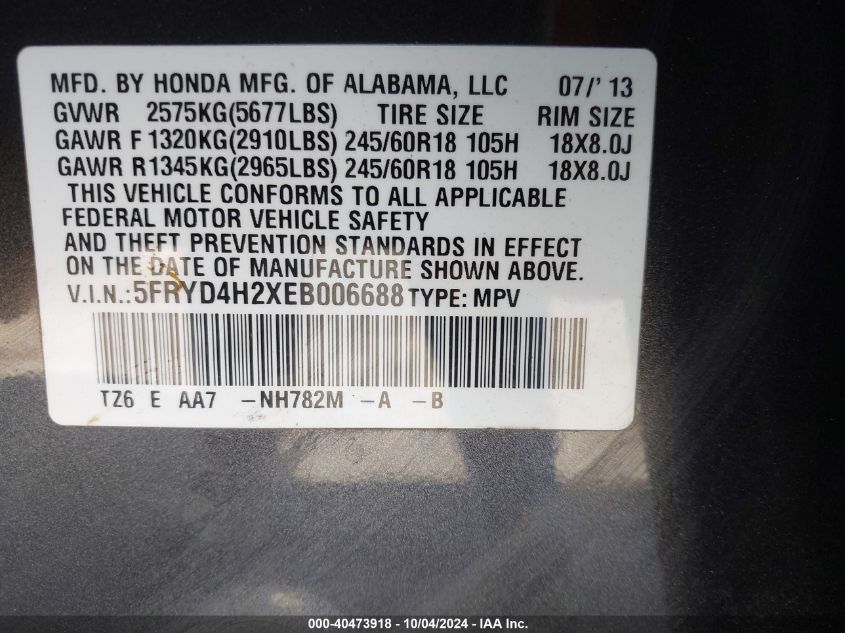 MFD. BY HONDA MFG. OF ALABAMA, LLC 07/' 13
GVWR 2575KG(5677LBS) TIRE SIZE RIM SIZE
GAWR F 1320KG(2910LBS) 245/60R18 105H 18X8.0J
GAWR R1345KG(2965LBS) 245/60R18 105H 18X8.0J
THIS VEHICLE CONFORMS TO ALL APPLICABLE
FEDERAL MOTOR VEHICLE SAFETY
AND THEFT PREVENTION STANDARDS IN EFFECT
ON THE DATE OF MANUFACTURE SHOWN ABOVE.
V.I.N.:5FRYD4H2XEB006688 TYPE: MPV
TZ6 E AA7 -NH782M -A -B
000-40473918 - 10/04/2024 - IAA Inc.